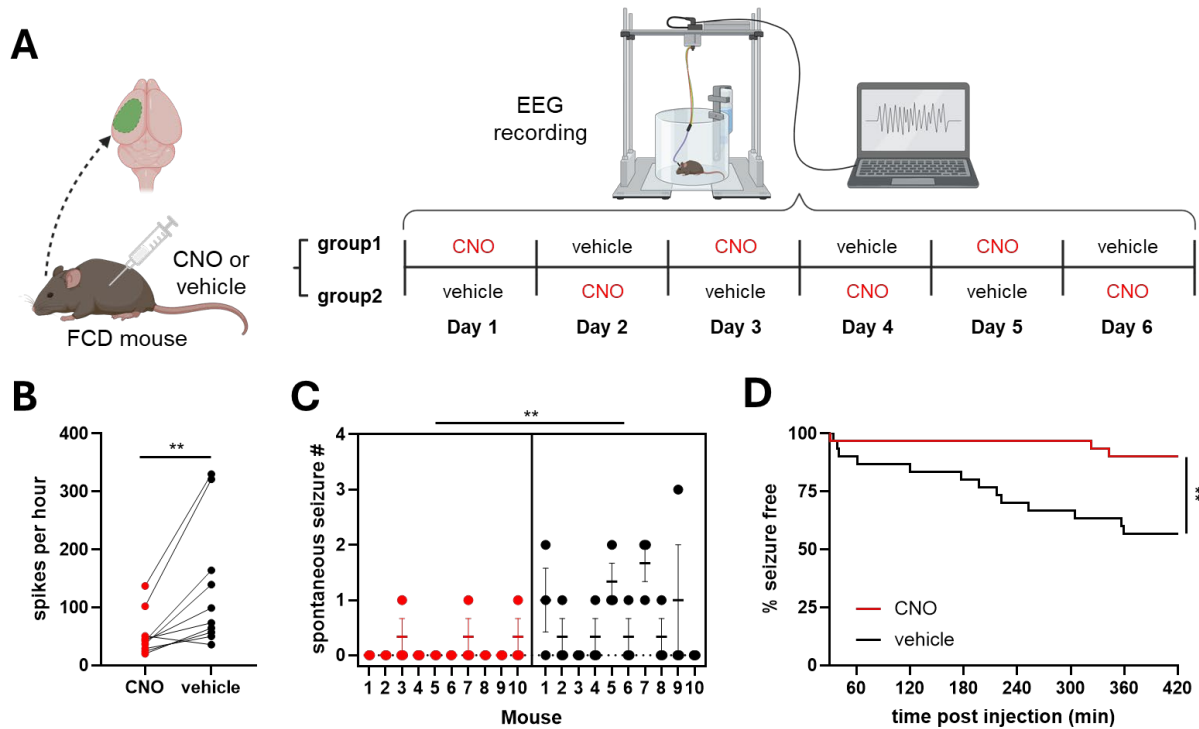 A
EEG
recording
CNO or
vehicle
FCD mouse
group1 CNO vehicle CNO vehicle CNO vehicle
group2 vehicle CNO vehicle CNO vehicle CNO
Day 1 Day 2 Day 3 Day 4 Day 5 Day 6
B
400
300
200
100
0
spikes per hour
**
CNO vehicle
C
**
4
3
2
1
0
spontaneous seizure #
1 2 3 4 5 6 7 8 9 10 1 2 3 4 5 6 7 8 9 10
Mouse
D
100
75
50
25
0
% seizure free
**
CNO
vehicle
60 120 180 240 300 360 420
time post injection (min)